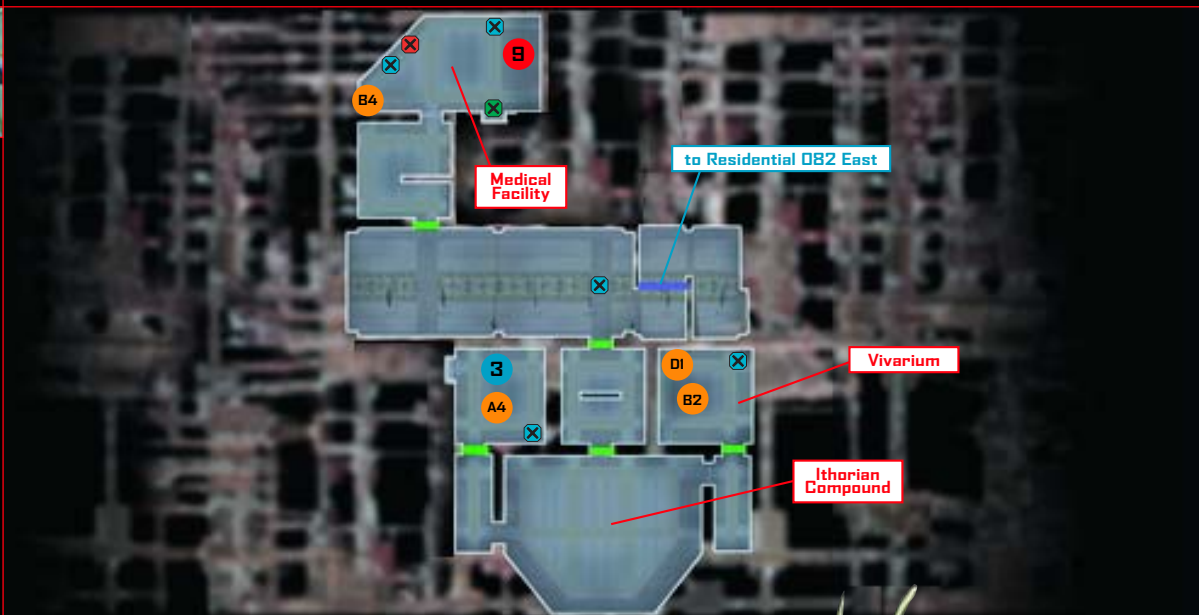 9
B4
to Residential 082 East
Medical
Facility
3
D1
Vivarium
A4
B2
Ithorian
Compound